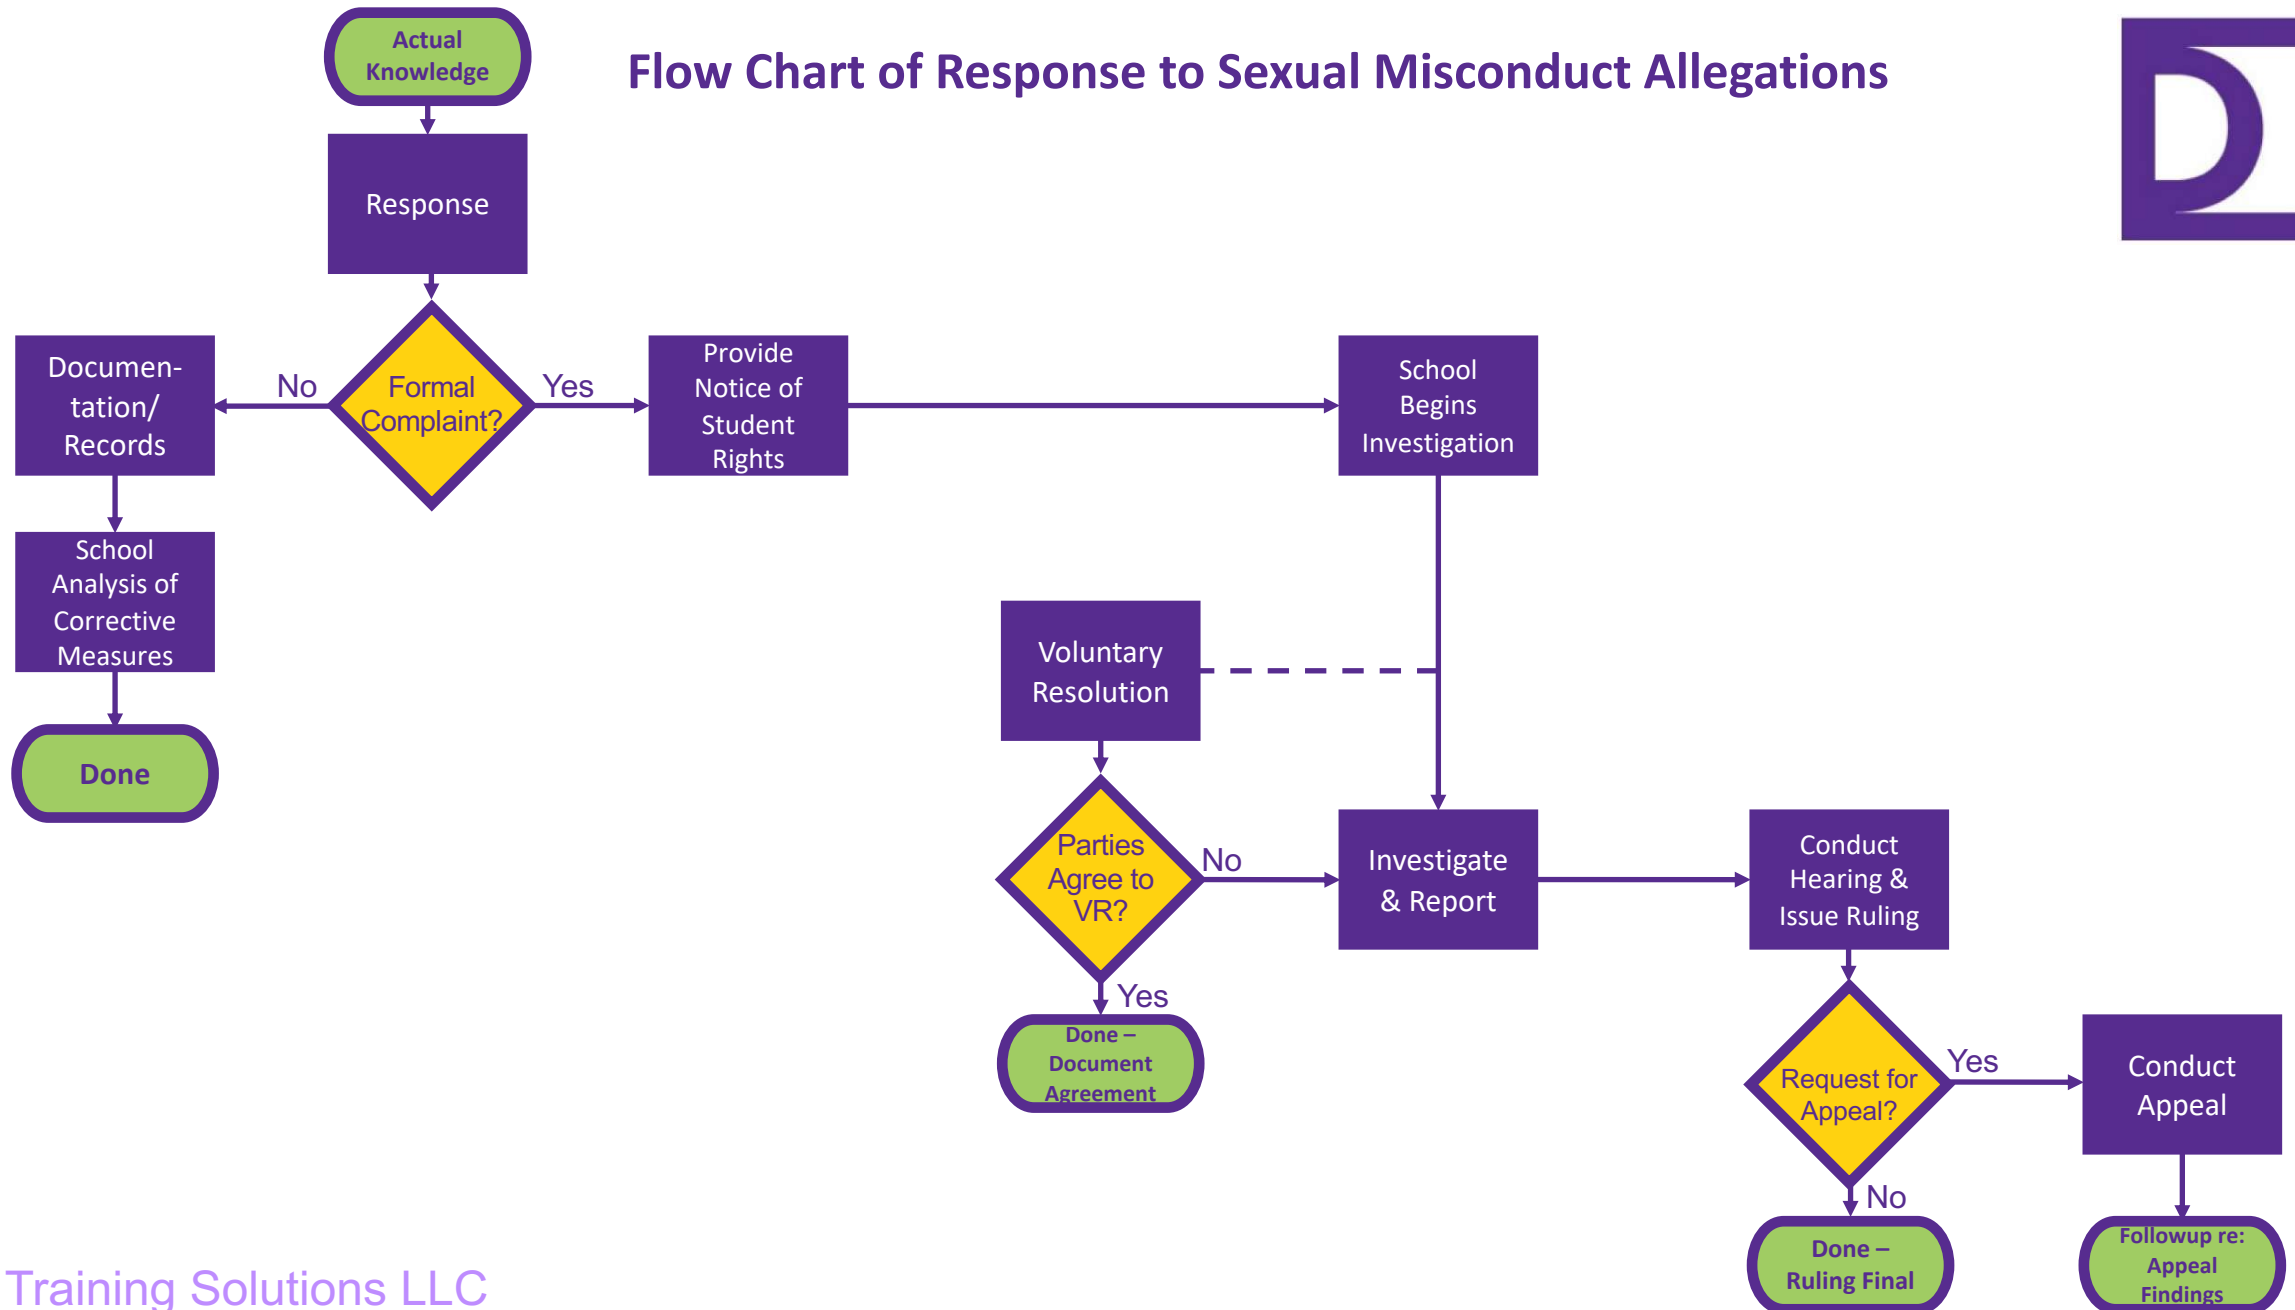 Actual
Knowledge
Flow Chart of Response to Sexual Misconduct Allegations
Response
Documen-
tation/
Records
No
Formal
Complaint?
Yes
Provide
Notice of
Student
Rights
School
Begins
Investigation
School
Analysis of
Corrective
Measures
Done
Voluntary
Resolution
Parties
Agree to
VR?
No
Yes
Done –
Document
Agreement
Investigate
& Report
Conduct
Hearing &
Issue Ruling
Request for
Appeal?
Yes
Conduct
Appeal
No
Done –
Ruling Final
Followup re:
Appeal
Findings
D
Training Solutions LLC